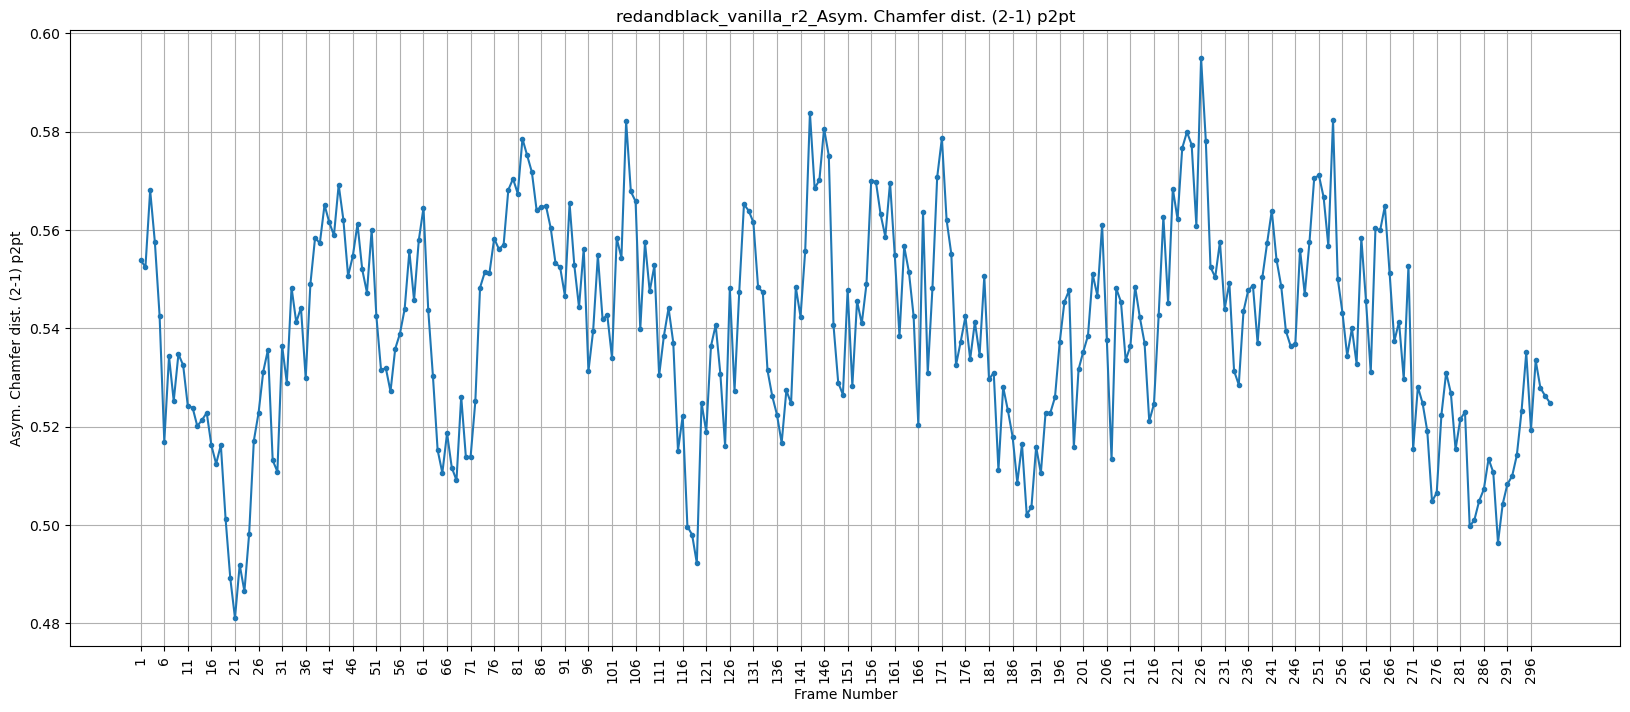 redandblack_vanilla_r2_Asym. Chamfer dist. (2-1) p2pt
Asym. Chamfer dist. (2-1) p2pt
0.60
0.58
0.56
0.54
0.52
0.50
0.48
1 6 11 16 21 26 31 36 41 46 51 56 61 66 71 76 81 86 91 96 101 106 111 116 121 126 131 136 141 146 151 156 161 166 171 176 181 186 191 196 201 206 211 216 221 226 231 236 241 246 251 256 261 266 271 276 281 286 291 296
Frame Number